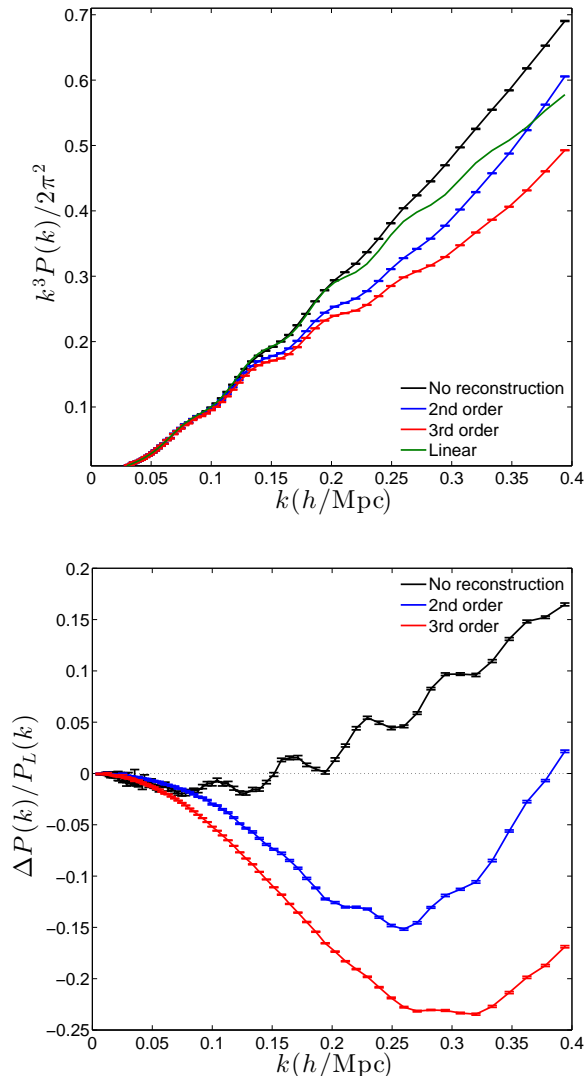 0.7
0.6
0.5
0.4
0.3
0.2
0.1
k³P(k)/2π²
No reconstruction
2nd order
3rd order
Linear
0 0.05 0.1 0.15 0.2 0.25 0.3 0.35 0.4
k(h/Mpc)
0.2
0.15
0.1
0.05
0
−0.05
−0.1
−0.15
−0.2
−0.25
ΔP(k)/P_L(k)
No reconstruction
2nd order
3rd order
0 0.05 0.1 0.15 0.2 0.25 0.3 0.35 0.4
k(h/Mpc)